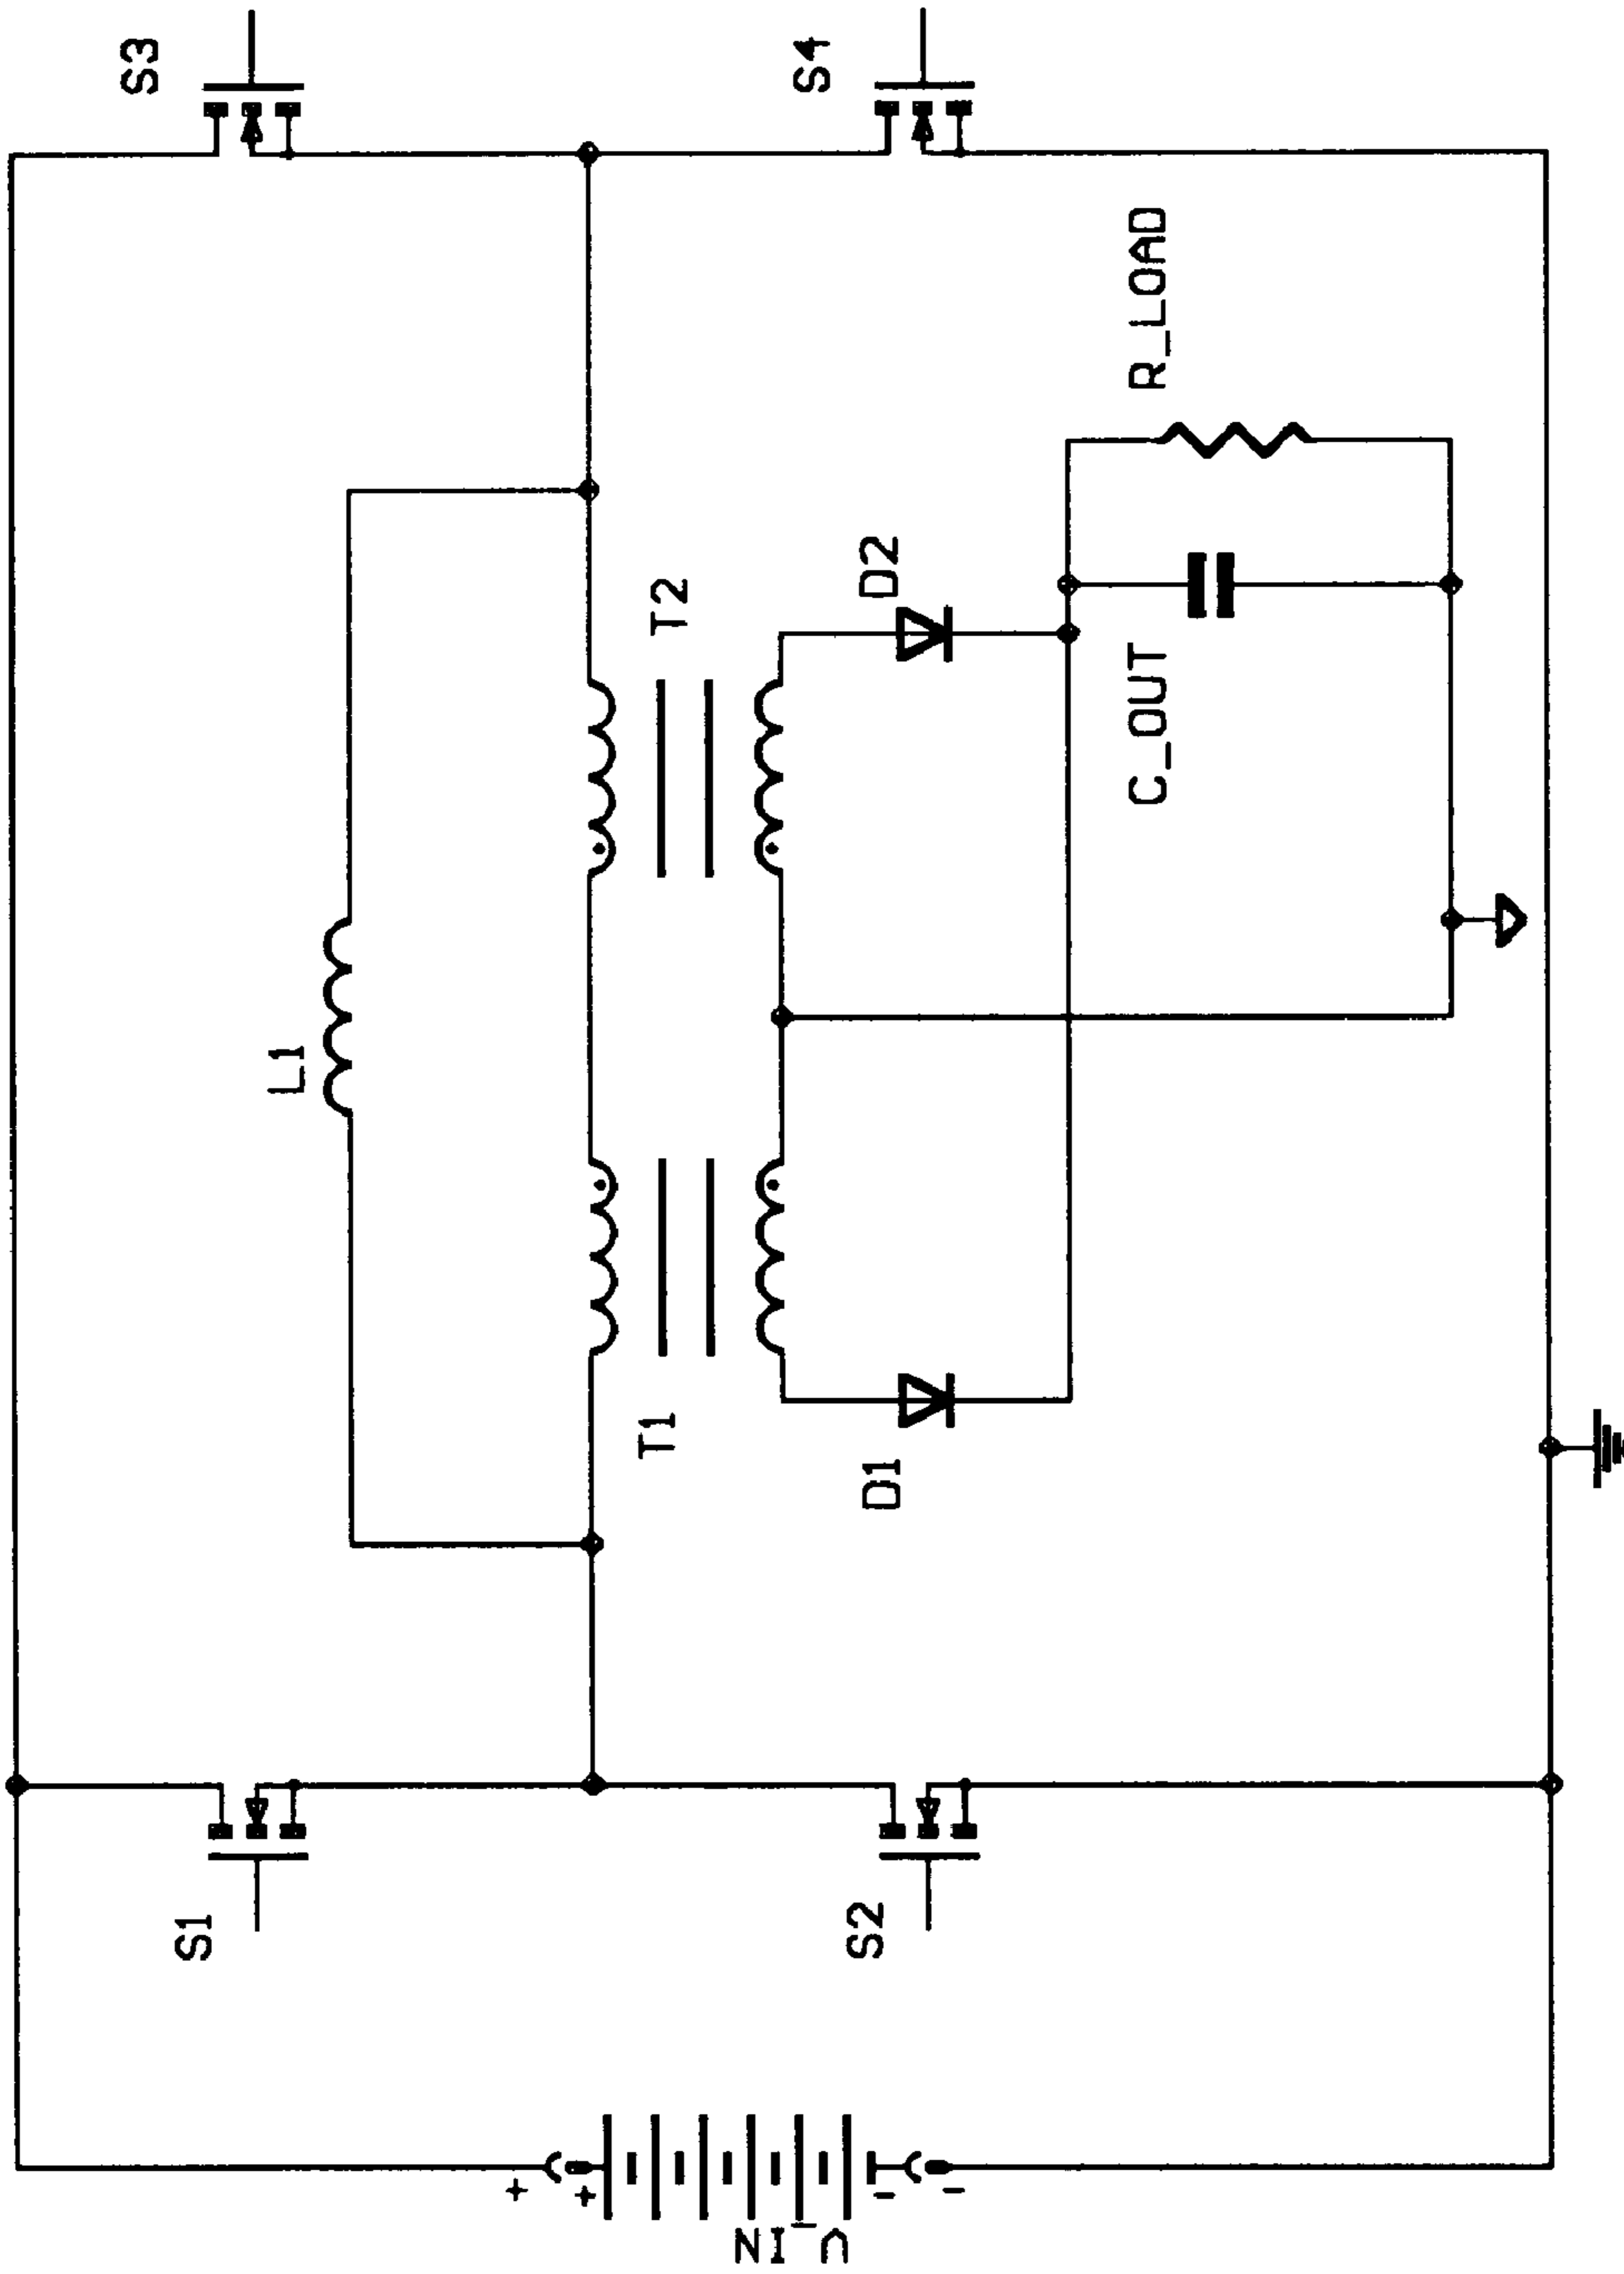 S3
S4
R_LOAD
T2
D2
C_OUT
L1
T1
D1
S1
S2
+
+
-
-
V_IN